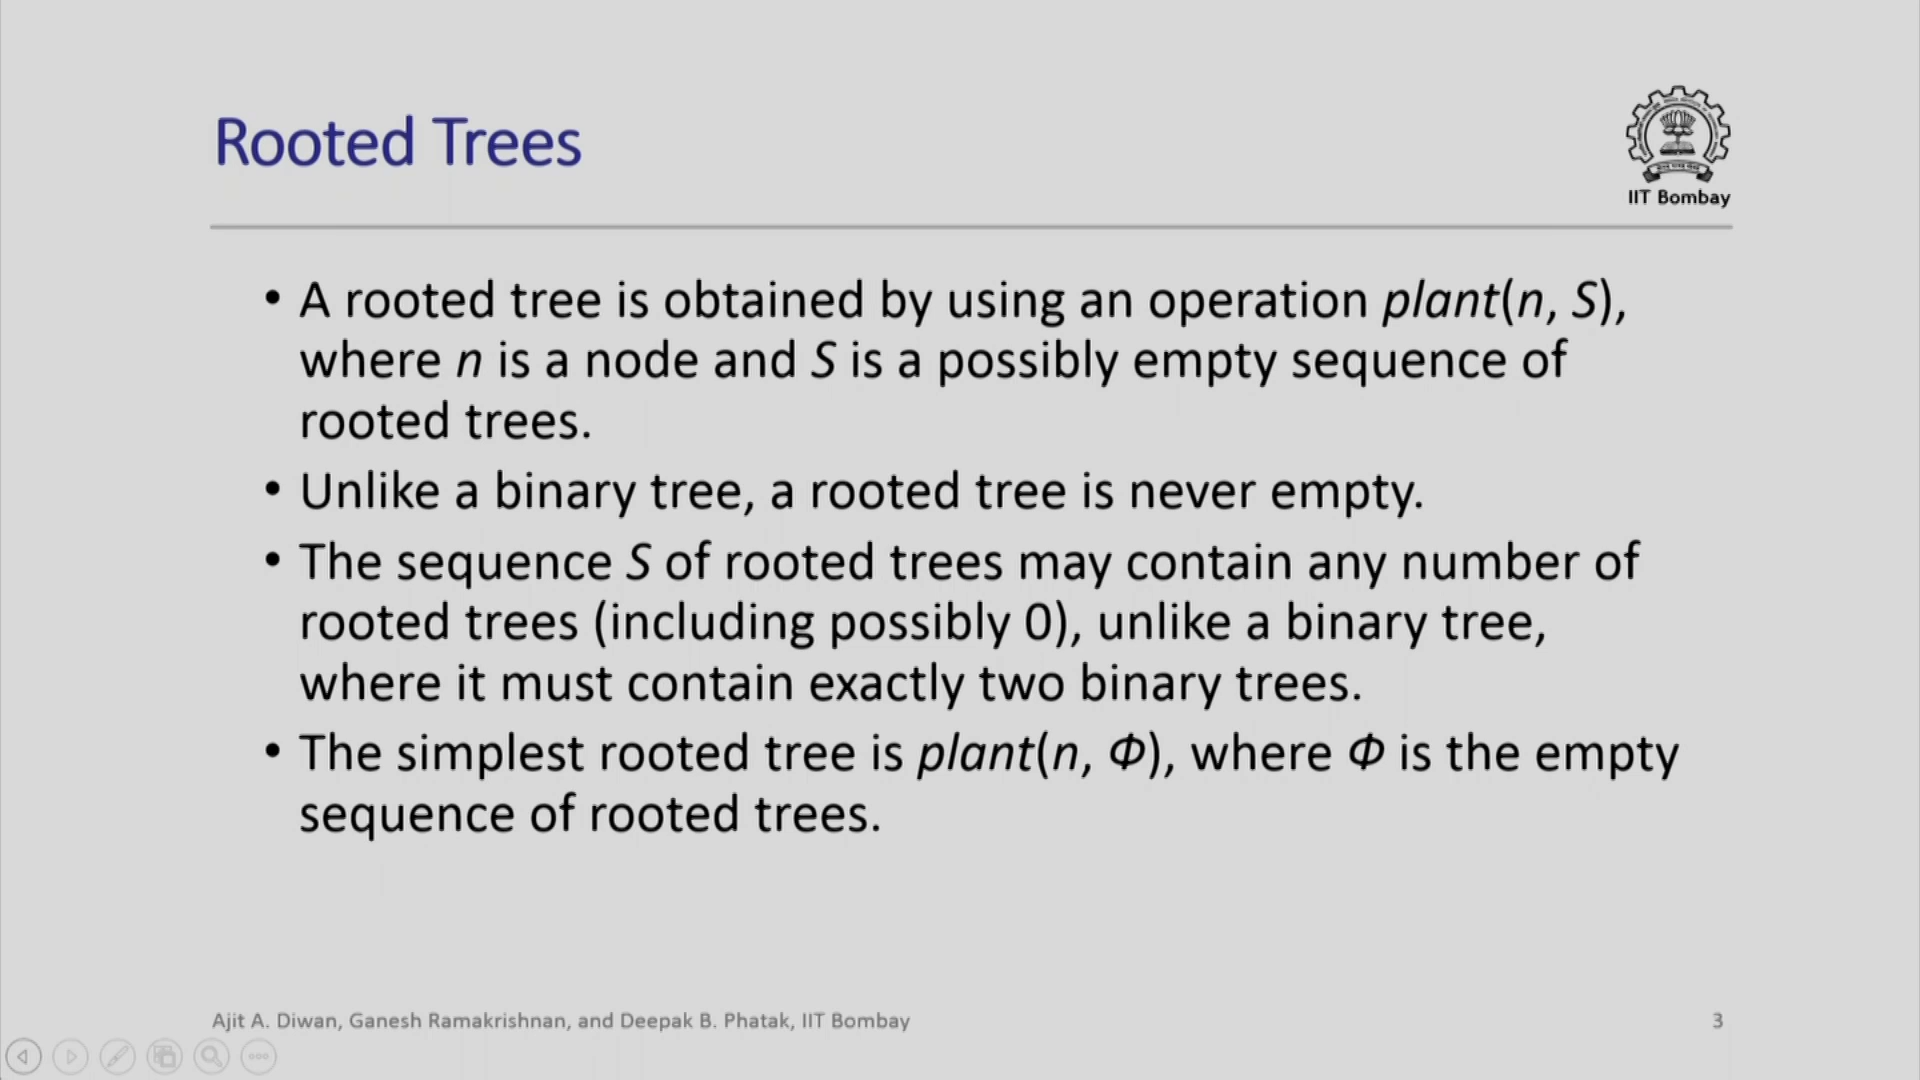 Rooted Trees
IIT Bombay
• A rooted tree is obtained by using an operation plant(n, S),
where n is a node and S is a possibly empty sequence of
rooted trees.
• Unlike a binary tree, a rooted tree is never empty.
• The sequence S of rooted trees may contain any number of
rooted trees (including possibly 0), unlike a binary tree,
where it must contain exactly two binary trees.
• The simplest rooted tree is plant(n, Φ), where Φ is the empty
sequence of rooted trees.
Ajit A. Diwan, Ganesh Ramakrishnan, and Deepak B. Phatak, IIT Bombay
3